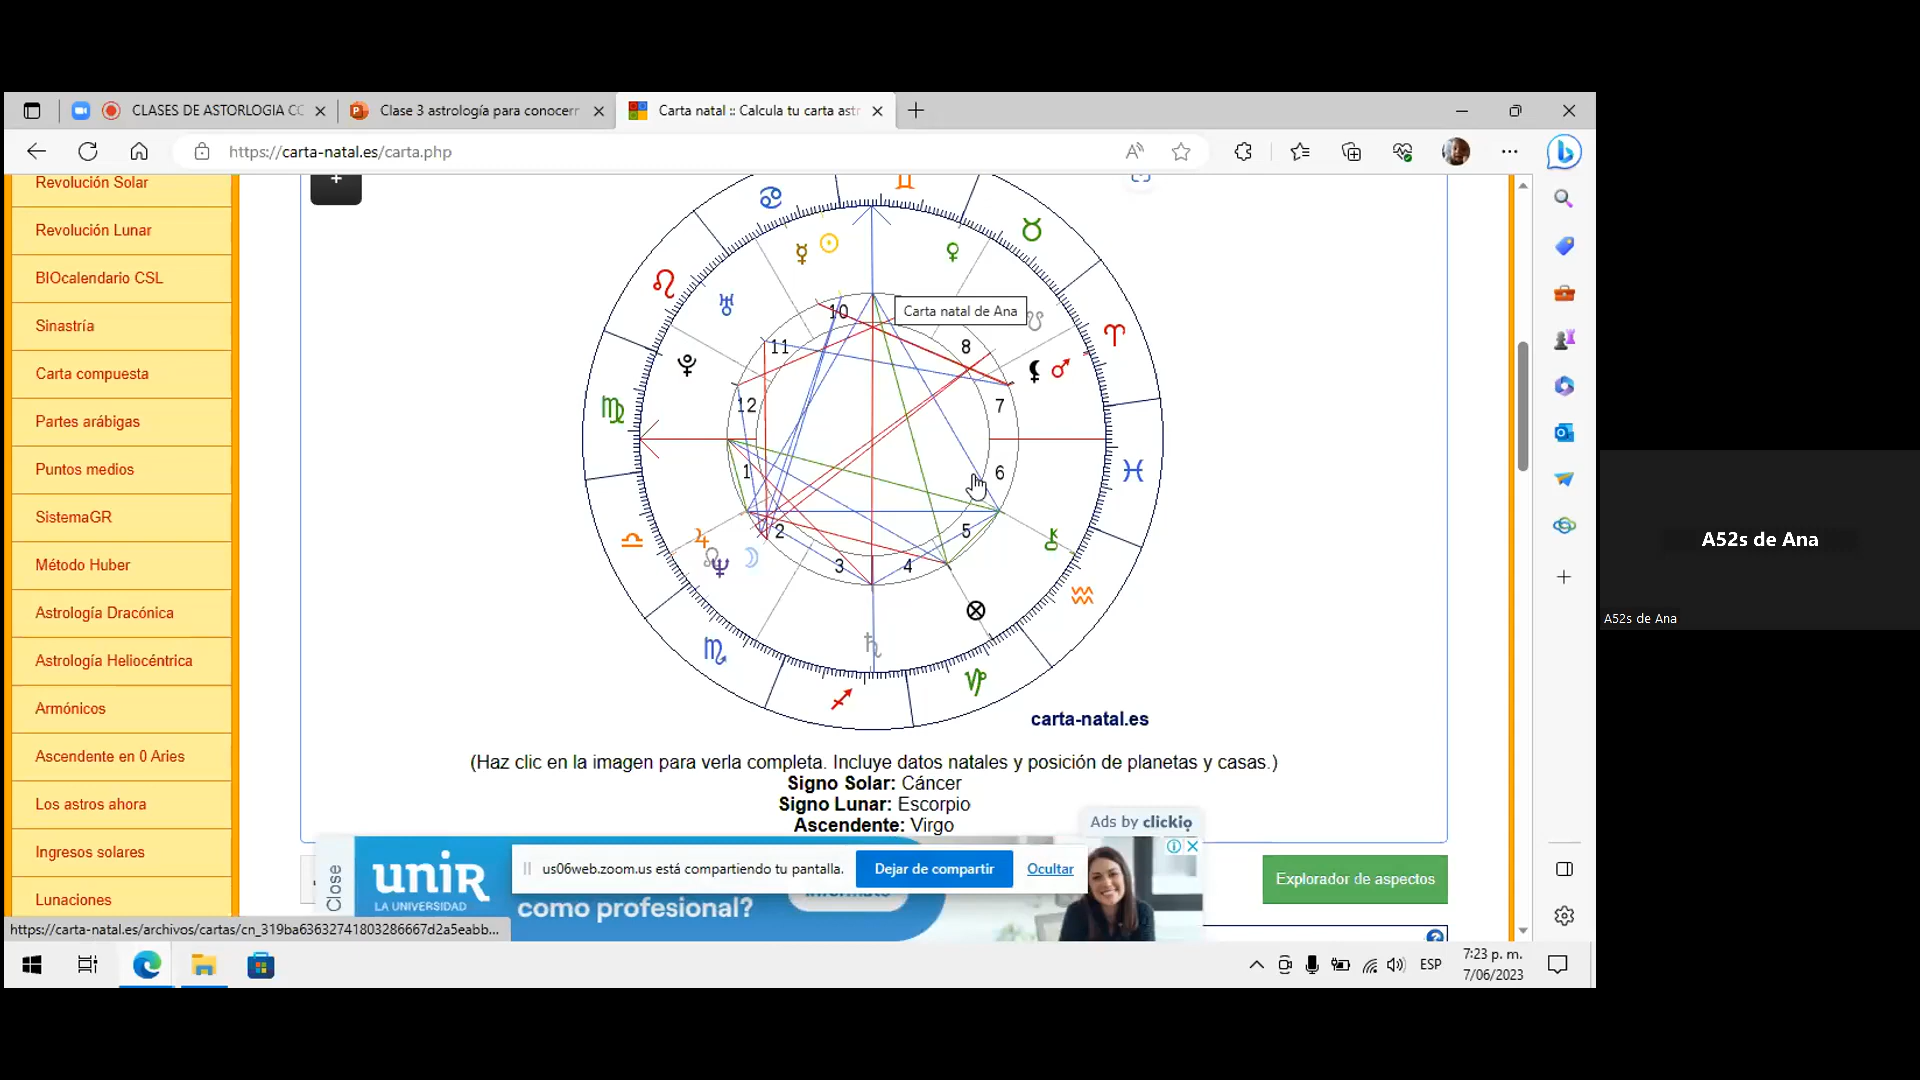 CLASES DE ASTORLOGIA CC
Clase 3 astrología para conocerr
Carta natal :: Calcula tu carta astr
https://carta-natal.es/carta.php
Revolución Solar
Revolución Lunar
BIOcalendario CSL
Sinastría
Carta compuesta
Partes arábigas
Puntos medios
SistemaGR
Método Huber
Astrología Dracónica
Astrología Heliocéntrica
Armónicos
Ascendente en 0 Aries
Los astros ahora
Ingresos solares
Lunaciones
Carta natal de Ana
10
11
12
1
2
3
4
5
6
7
8
carta-natal.es
(Haz clic en la imagen para verla completa. Incluye datos natales y posición de planetas y casas.)
Signo Solar: Cáncer
Signo Lunar: Escorpio
Ascendente: Virgo
Ads by clickio
Close
unir
LA UNIVERSIDAD
us06web.zoom.us está compartiendo tu pantalla.
Dejar de compartir
Ocultar
como profesional?
Explorador de aspectos
https://carta-natal.es/archivos/cartas/cn_319ba63632741803286667d2a5eabb...
ESP
7:23 p. m.
7/06/2023
A52s de Ana
A52s de Ana